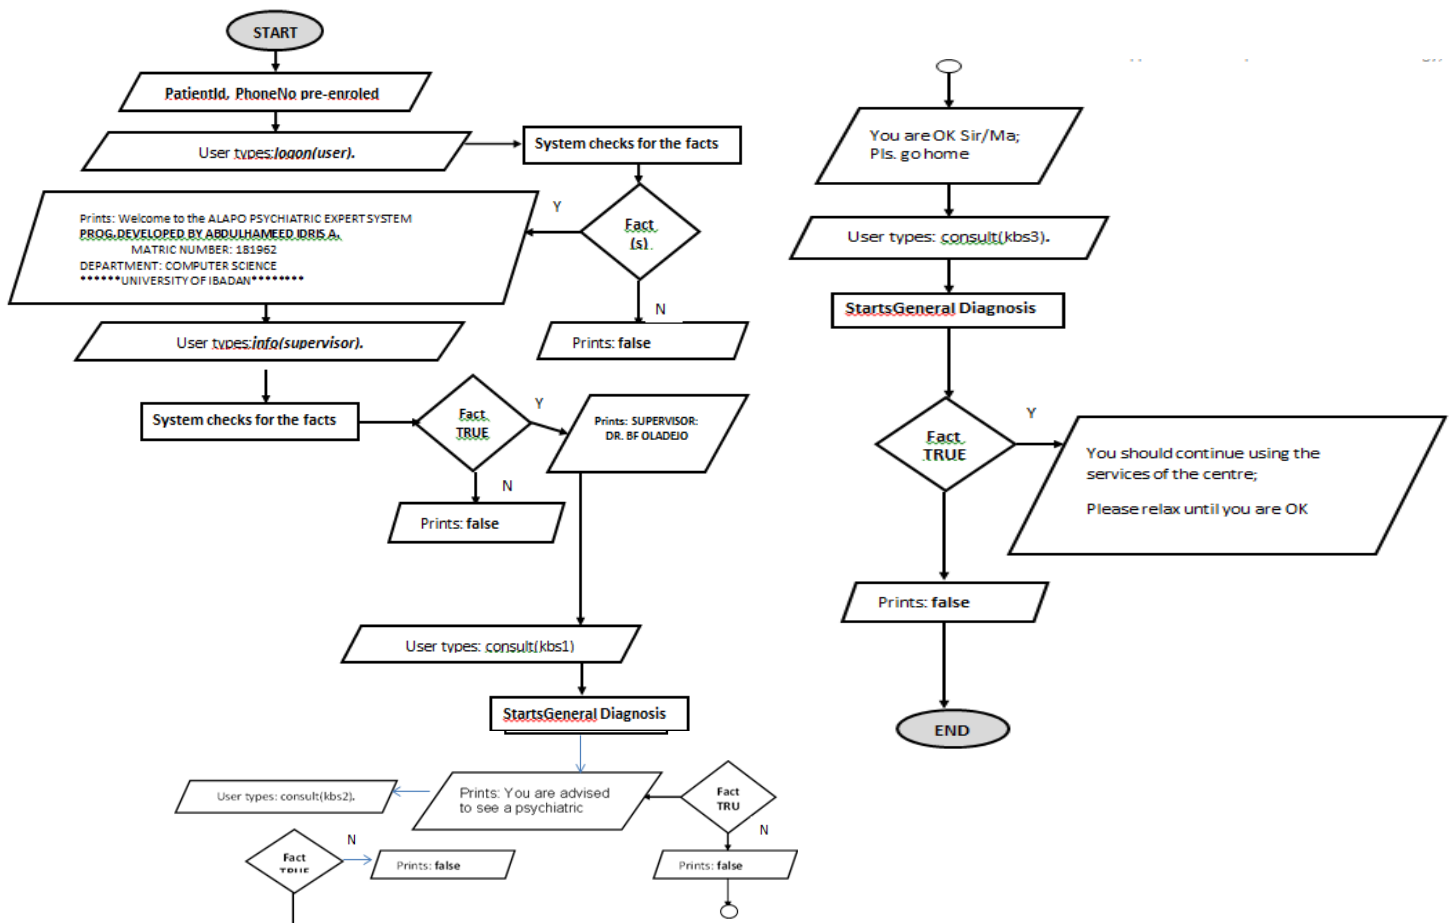 START
PatientId, PhoneNo pre-enroled
User types:logon(user).
System checks for the facts
Fact
(s)
Y
N
Prints: Welcome to the ALAPO PSYCHIATRIC EXPERT SYSTEM
PROG.DEVELOPED BY ABDULHAMEED IDRIS A.
MATRIC NUMBER: 181962
DEPARTMENT: COMPUTER SCIENCE
******UNIVERSITY OF IBADAN********
Prints: false
User types:info(supervisor).
System checks for the facts
Fact
TRUE
Y
N
Prints: SUPERVISOR:
DR. BF OLADEJO
Prints: false
User types: consult(kbs1)
StartsGeneral Diagnosis
Prints: You are advised
to see a psychiatric
User types: consult(kbs2).
Fact
TRU
N
Prints: false
Fact
TRUE
N
Prints: false
You are OK Sir/Ma;
Pls. go home
User types: consult(kbs3).
StartsGeneral Diagnosis
Fact
TRUE
Y
You should continue using the
services of the centre;
Please relax until you are OK
Prints: false
END